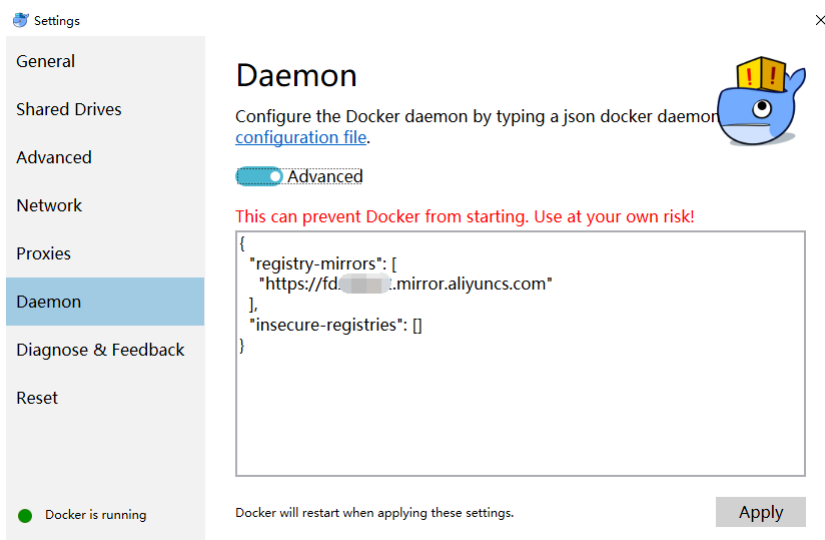 Settings
General
Shared Drives
Advanced
Network
Proxies
Daemon
Diagnose & Feedback
Reset
Docker is running
Daemon
Configure the Docker daemon by typing a json docker daemon
configuration file.
Advanced
This can prevent Docker from starting. Use at your own risk!
{
"registry-mirrors": [
"https://fd .mirror.aliyuncs.com"
],
"insecure-registries": []
}
Docker will restart when applying these settings.
Apply